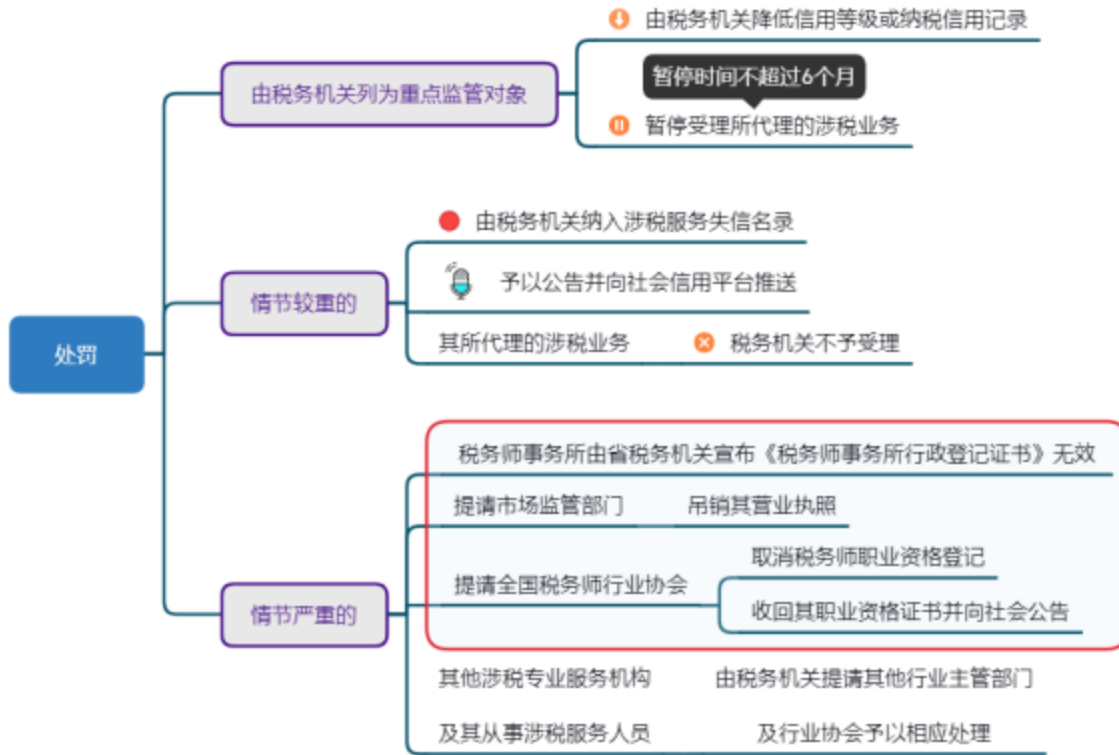 由税务机关降低信用等级或纳税信用记录
暂停时间不超过6个月
由税务机关列为重点监管对象
暂停受理所代理的涉税业务
由税务机关纳入涉税服务失信名录
予以公告并向社会信用平台推送
情节较重的
其所代理的涉税业务
税务机关不予受理
处罚
税务师事务所由省税务机关宣布《税务师事务所行政登记证书》无效
提请市场监管部门
吊销其营业执照
取消税务师职业资格登记
提请全国税务师行业协会
收回其职业资格证书并向社会公告
情节严重的
其他涉税专业服务机构
由税务机关提请其他行业主管部门
及其从事涉税服务人员
及行业协会予以相应处理